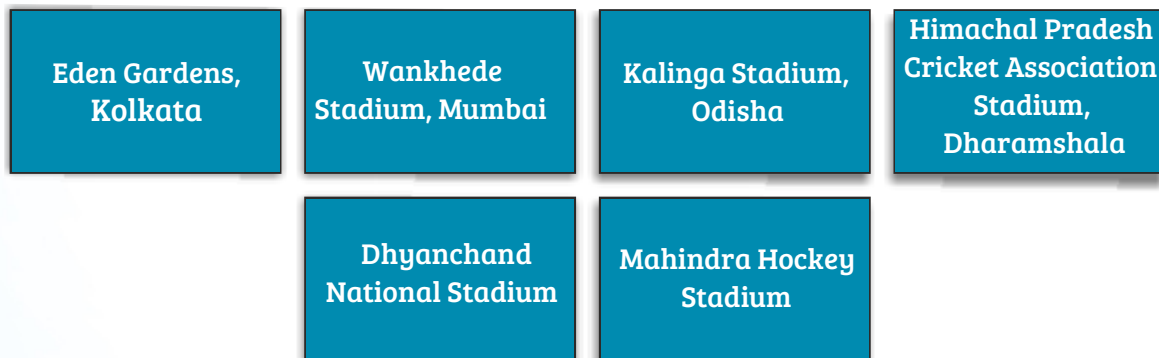 Eden Gardens,
Kolkata
Wankhede
Stadium, Mumbai
Kalinga Stadium,
Odisha
Himachal Pradesh
Cricket Association
Stadium,
Dharamshala
Dhyanchand
National Stadium
Mahindra Hockey
Stadium